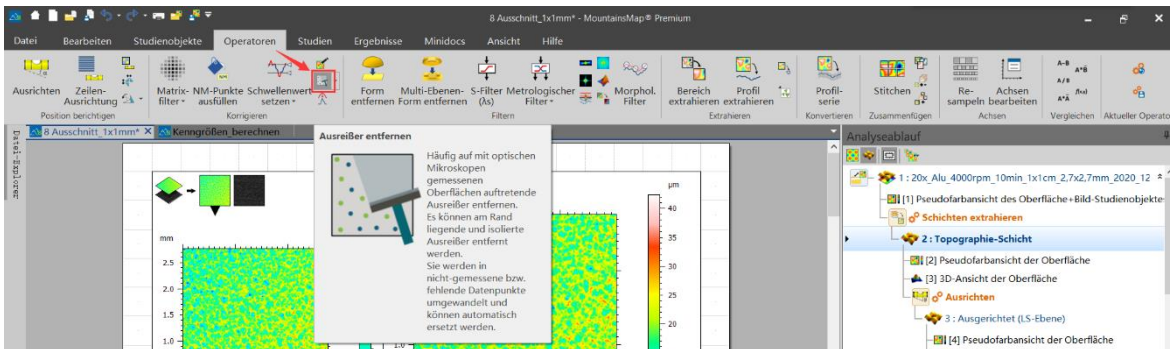 8 Ausschnitt_1x1mm* - MountainsMap® Premium
Datei Bearbeiten Studienobjekte Operatoren Studien Ergebnisse Minidocs Ansicht Hilfe
Ausrichten Zeilen- Matrix- NM-Punkte Schwellenwert Form Multi-Ebenen- S-Filter Metrologischer Morphol. Bereich Profil Profil- Stitchen Re- Achsen
Ausrichtung filter ausfüllen setzen entfernen Form entfernen (λs) Filter Filter extrahieren extrahieren serie sampeln bearbeiten
Position berichtigen Korrigieren Filtern Extrahieren Konvertieren Zusammenfügen Achsen Vergleichen Aktueller Operato
Datei-Explorer
8 Ausschnitt_1x1mm* X Kenngrößen_berechnen
Ausreißer entfernen
Häufig auf mit optischen
Mikroskopen
gemessenen
Oberflächen auftretende
Ausreißer entfernen.
Es können am Rand
liegende und isolierte
Ausreißer entfernt
werden.
Sie werden in
nicht-gemessene bzw.
fehlende Datenpunkte
umgewandelt und
können automatisch
ersetzt werden.
mm
2.5
2.0
1.5
1.0
1.0
µm
40
35
30
25
20
Analyseablauf
1 : 20x_Alu_4000rpm_10min_1x1cm_2,7x2,7mm_2020_12
[1] Pseudofarbansicht des Oberfläche+Bild-Studienobjekte
Schichten extrahieren
2 : Topographie-Schicht
[2] Pseudofarbansicht der Oberfläche
[3] 3D-Ansicht der Oberfläche
Ausrichten
3 : Ausgerichtet (LS-Ebene)
[4] Pseudofarbansicht der Oberfläche